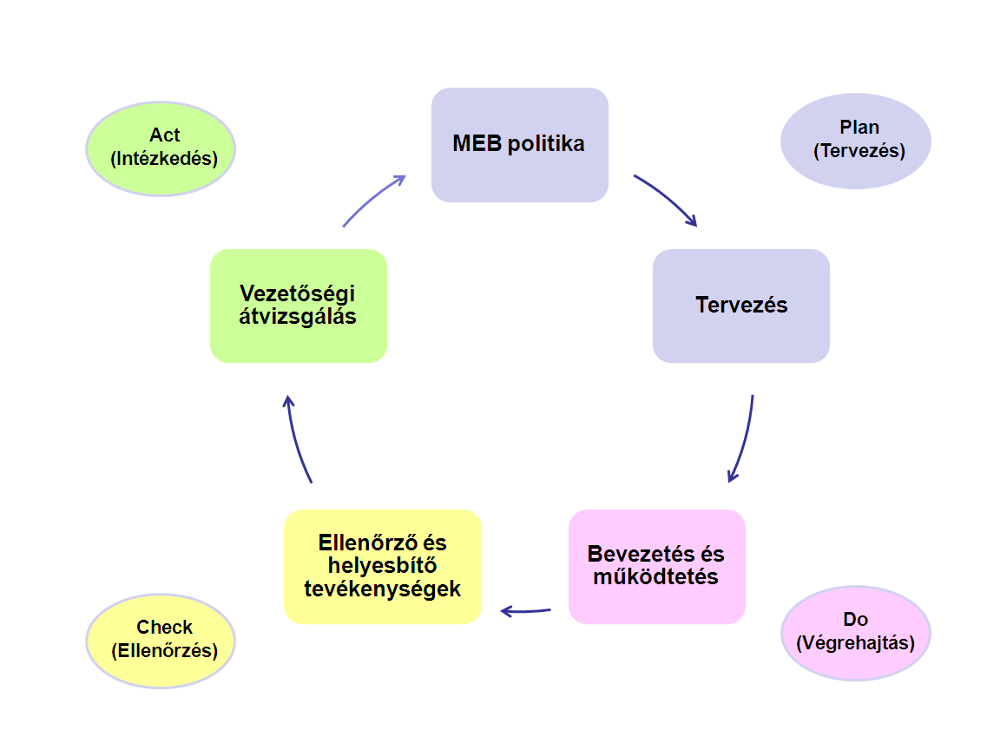 MEB politika
Plan
(Tervezés)
Act
(Intézkedés)
Tervezés
Vezetőségi
átvizsgálás
Bevezetés és
működtetés
Ellenőrző és
helyesbítő
tevékenységek
Do
(Végrehajtás)
Check
(Ellenőrzés)